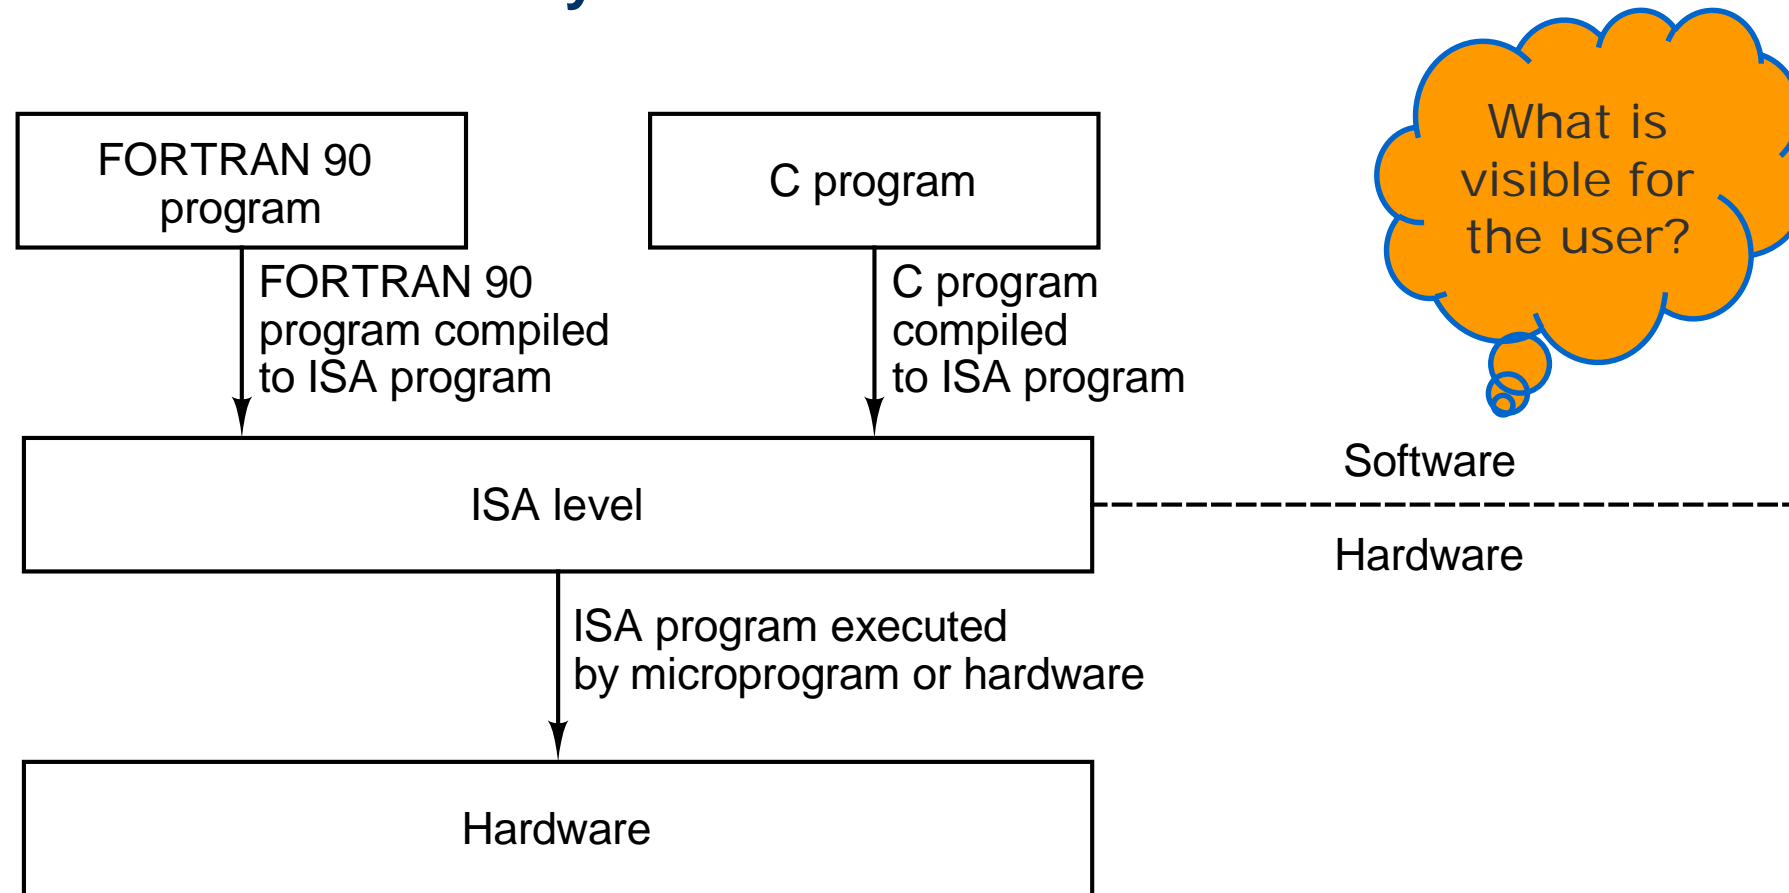 FORTRAN 90
program
C program
What is
visible for
the user?
FORTRAN 90
program compiled
to ISA program
C program
compiled
to ISA program
ISA level
Software
Hardware
ISA program executed
by microprogram or hardware
Hardware